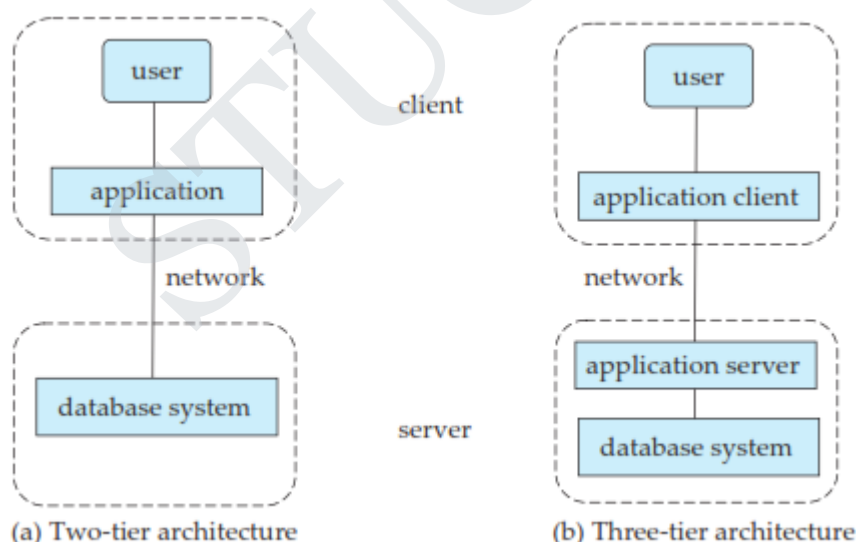 user
application
network
database system
(a) Two-tier architecture
client
server
user
application client
network
application server
database system
(b) Three-tier architecture